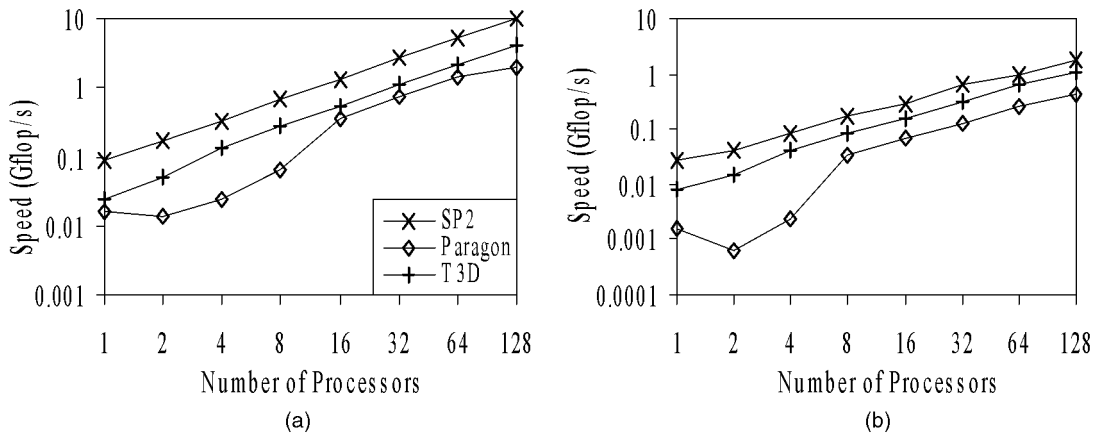 10
1
0.1
0.01
0.001
Speed (Gflop/s)
SP2
Paragon
T3D
1 2 4 8 16 32 64 128
Number of Processors
(a)
10
1
0.1
0.01
0.001
0.0001
Speed (Gflop/s)
1 2 4 8 16 32 64 128
Number of Processors
(b)